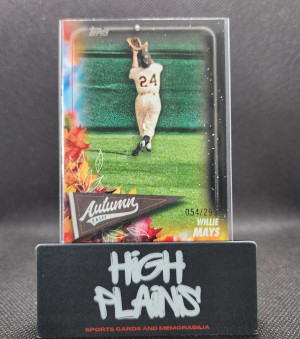 Topps
24
Autumn
054/2
WILLIE
MAYS
HIGH
PLAINS
SPORTS CARDS AND MEMORABILIA